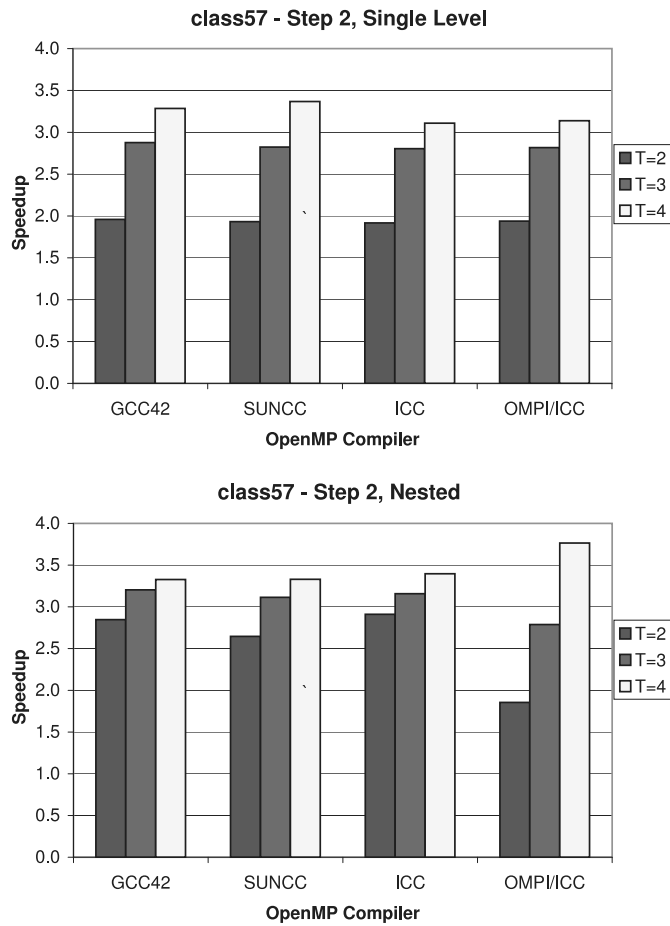 class57 - Step 2, Single Level
4.0
3.5
3.0
2.5
2.0
1.5
1.0
0.5
0.0
Speedup
`
T=2
T=3
T=4
GCC42 SUNCC ICC OMPI/ICC
OpenMP Compiler
class57 - Step 2, Nested
4.0
3.5
3.0
2.5
2.0
1.5
1.0
0.5
0.0
Speedup
`
T=2
T=3
T=4
GCC42 SUNCC ICC OMPI/ICC
OpenMP Compiler